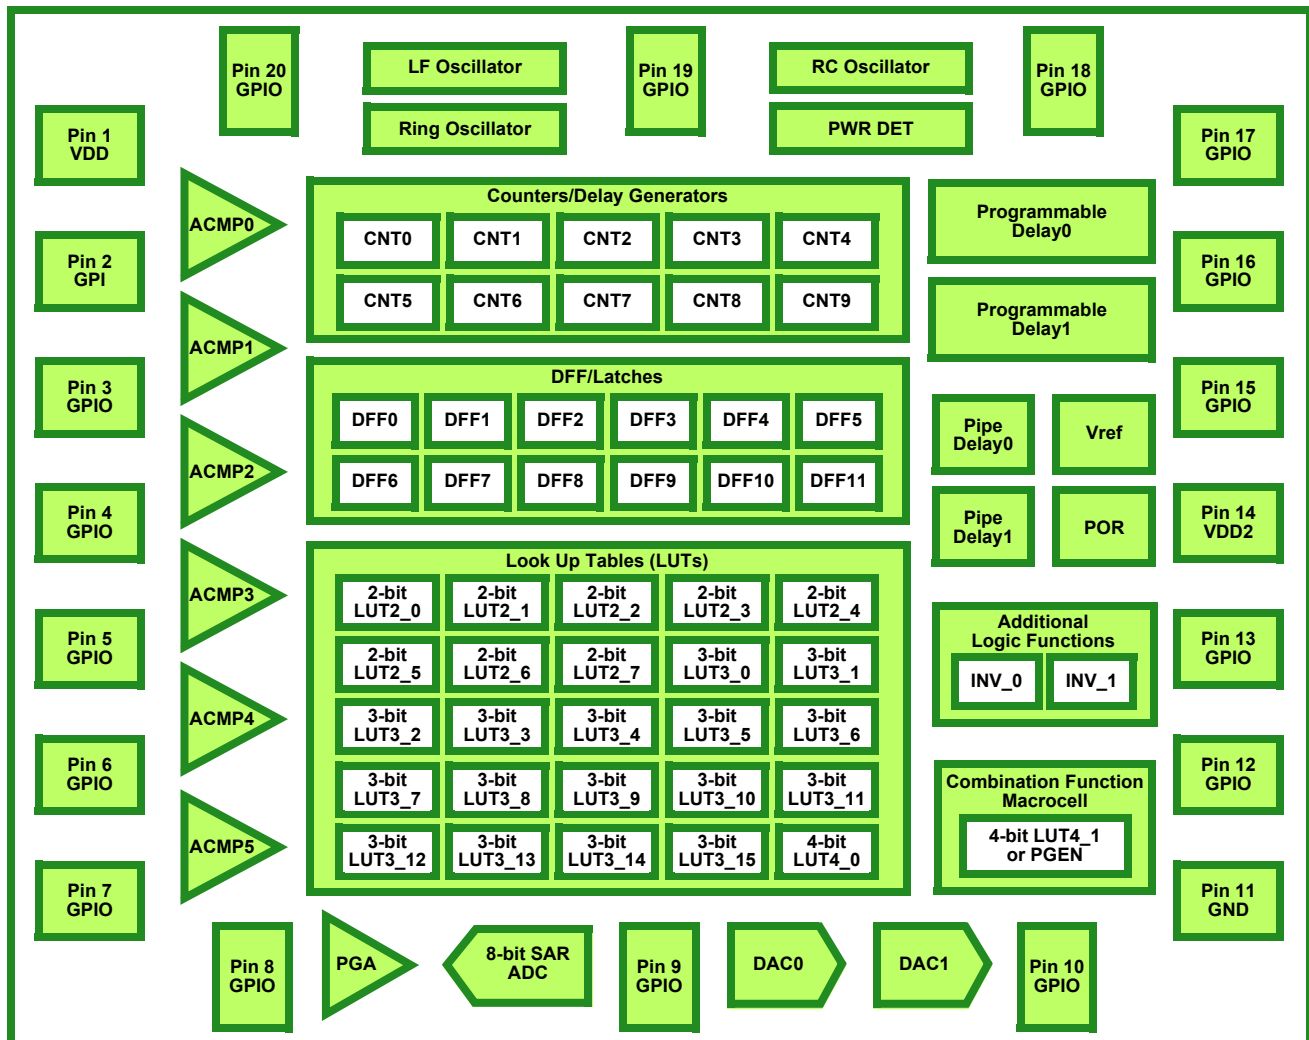 Pin 20
GPIO
LF Oscillator
Ring Oscillator
Pin 19
GPIO
RC Oscillator
PWR DET
Pin 18
GPIO
Pin 1
VDD
Pin 2
GPI
Pin 3
GPIO
Pin 4
GPIO
Pin 5
GPIO
Pin 6
GPIO
Pin 7
GPIO
ACMP0
ACMP1
ACMP2
ACMP3
ACMP4
ACMP5
Counters/Delay Generators
CNT0 CNT1 CNT2 CNT3 CNT4
CNT5 CNT6 CNT7 CNT8 CNT9
DFF/Latches
DFF0 DFF1 DFF2 DFF3 DFF4 DFF5
DFF6 DFF7 DFF8 DFF9 DFF10 DFF11
Look Up Tables (LUTs)
2-bit 2-bit 2-bit 2-bit 2-bit
LUT2_0 LUT2_1 LUT2_2 LUT2_3 LUT2_4
2-bit 2-bit 2-bit 3-bit 3-bit
LUT2_5 LUT2_6 LUT2_7 LUT3_0 LUT3_1
3-bit 3-bit 3-bit 3-bit 3-bit
LUT3_2 LUT3_3 LUT3_4 LUT3_5 LUT3_6
3-bit 3-bit 3-bit 3-bit 3-bit
LUT3_7 LUT3_8 LUT3_9 LUT3_10 LUT3_11
3-bit 3-bit 3-bit 3-bit 4-bit
LUT3_12 LUT3_13 LUT3_14 LUT3_15 LUT4_0
Programmable
Delay0
Programmable
Delay1
Pipe
Delay0
Vref
Pipe
Delay1
POR
Additional
Logic Functions
INV_0 INV_1
Combination Function
Macrocell
4-bit LUT4_1
or PGEN
Pin 17
GPIO
Pin 16
GPIO
Pin 15
GPIO
Pin 14
VDD2
Pin 13
GPIO
Pin 12
GPIO
Pin 11
GND
Pin 8
GPIO
PGA
8-bit SAR
ADC
Pin 9
GPIO
DAC0
DAC1
Pin 10
GPIO